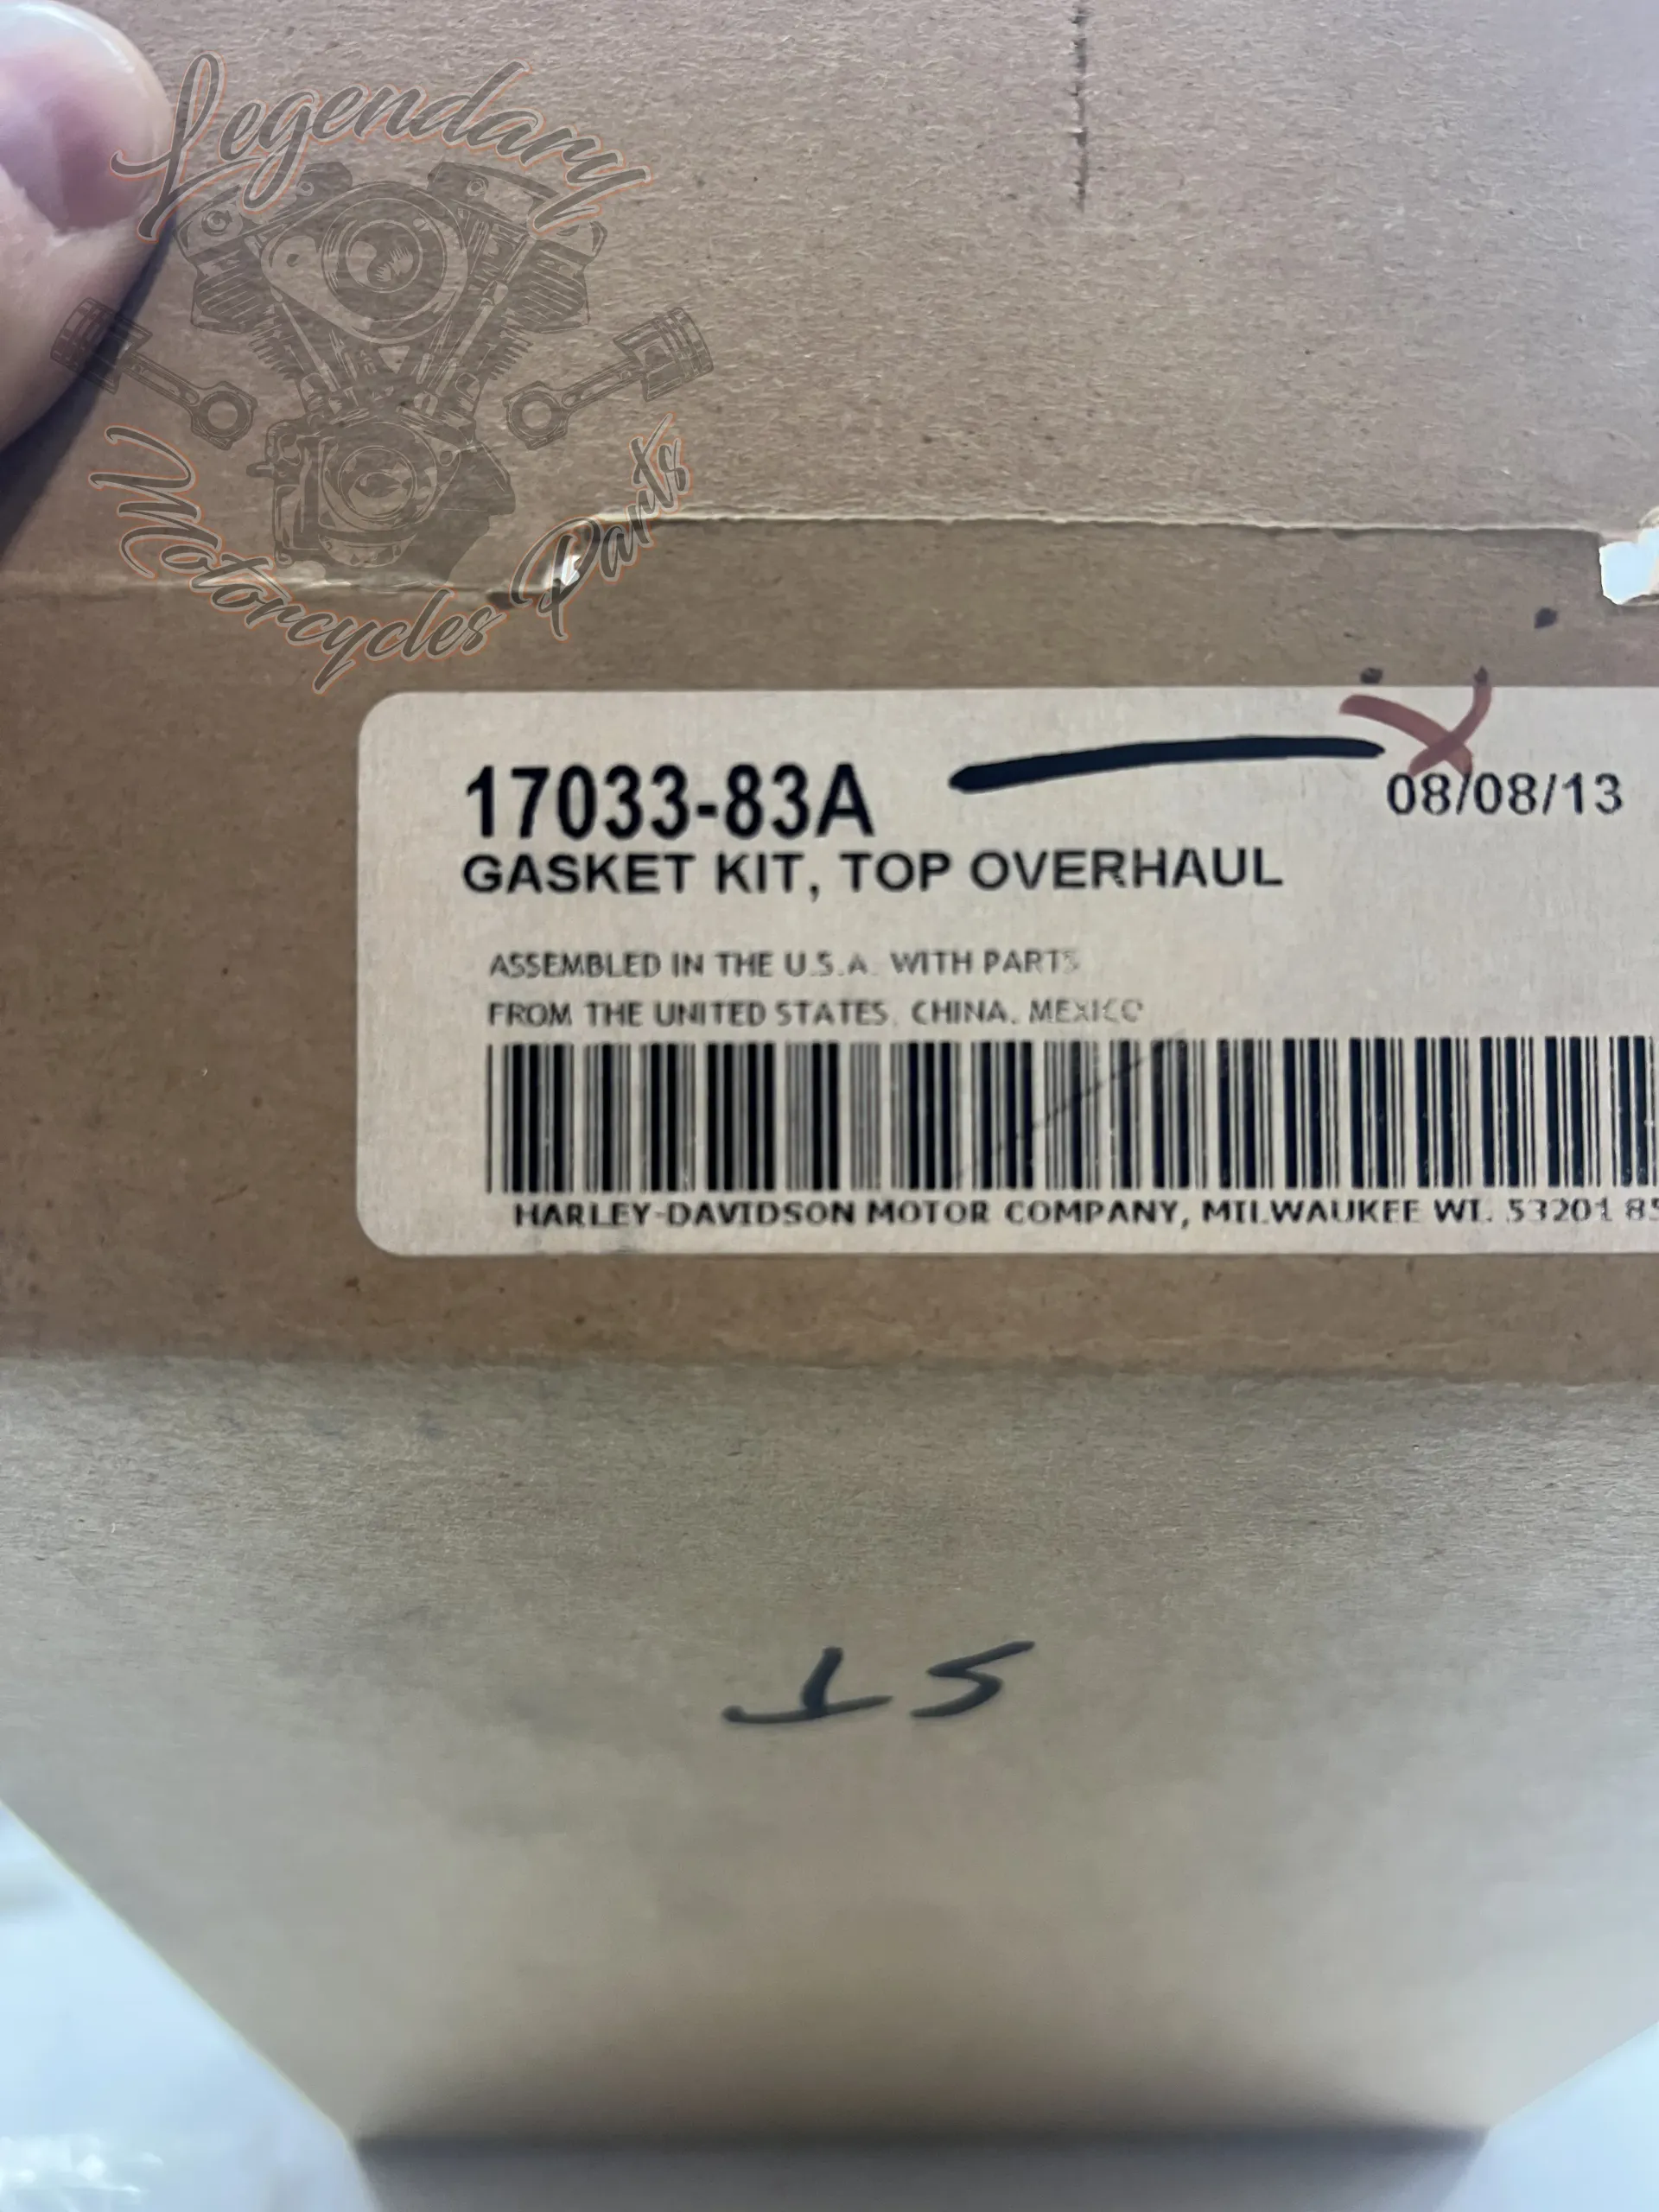 Legendary
Motorcycles Parts
17033-83A
08/08/13
GASKET KIT, TOP OVERHAUL
ASSEMBLED IN THE U.S.A. WITH PARTS
FROM THE UNITED STATES, CHINA, MEXICO
HARLEY-DAVIDSON MOTOR COMPANY, MILWAUKEE WI. 53201